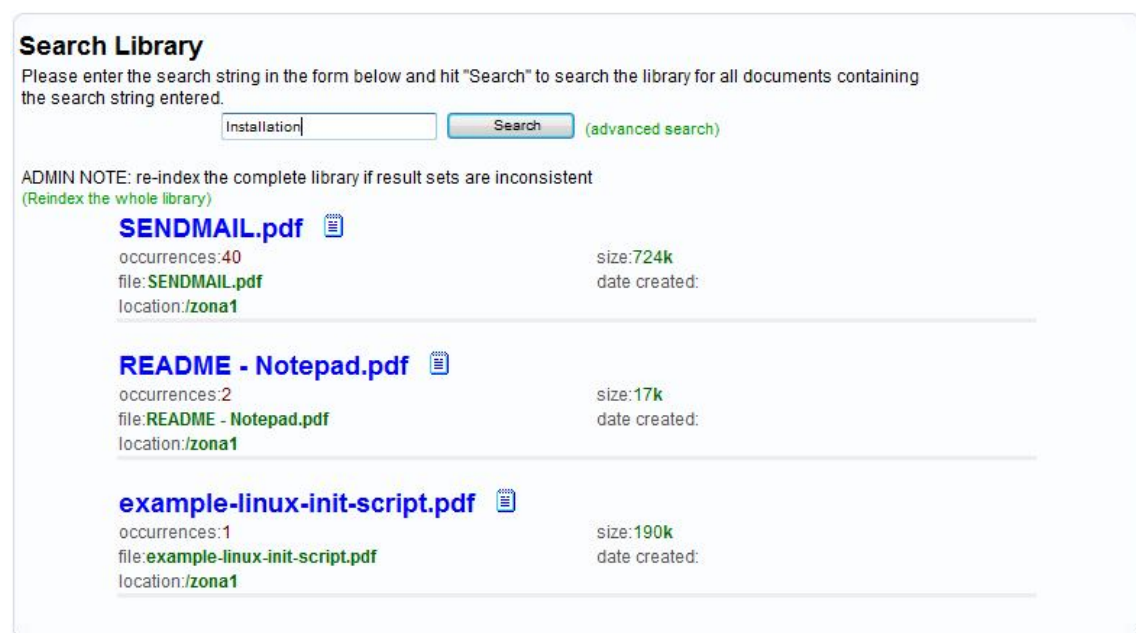 Search Library
Please enter the search string in the form below and hit "Search" to search the library for all documents containing
the search string entered.
Installation Search (advanced search)
ADMIN NOTE: re-index the complete library if result sets are inconsistent
(Reindex the whole library)
SENDMAIL.pdf
occurrences:40 size:724k
file:SENDMAIL.pdf date created:
location:/zona1
README - Notepad.pdf
occurrences:2 size:17k
file:README - Notepad.pdf date created:
location:/zona1
example-linux-init-script.pdf
occurrences:1 size:190k
file:example-linux-init-script.pdf date created:
location:/zona1